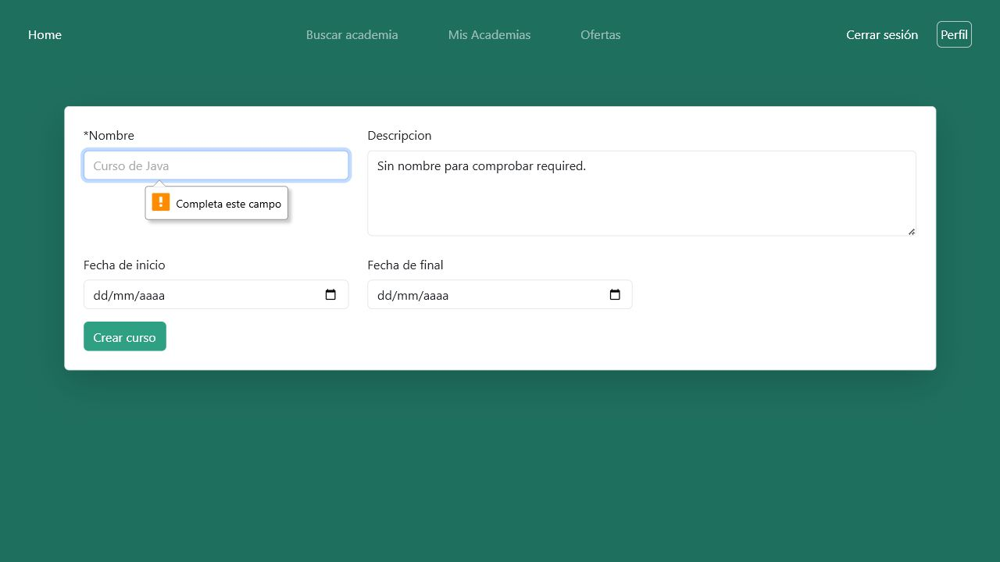 Home
Buscar academia
Mis Academias
Ofertas
Cerrar sesión
Perfil
*Nombre
Descripcion
Curso de Java
Sin nombre para comprobar required.
Completa este campo
Fecha de inicio
Fecha de final
dd/mm/aaaa
dd/mm/aaaa
Crear curso